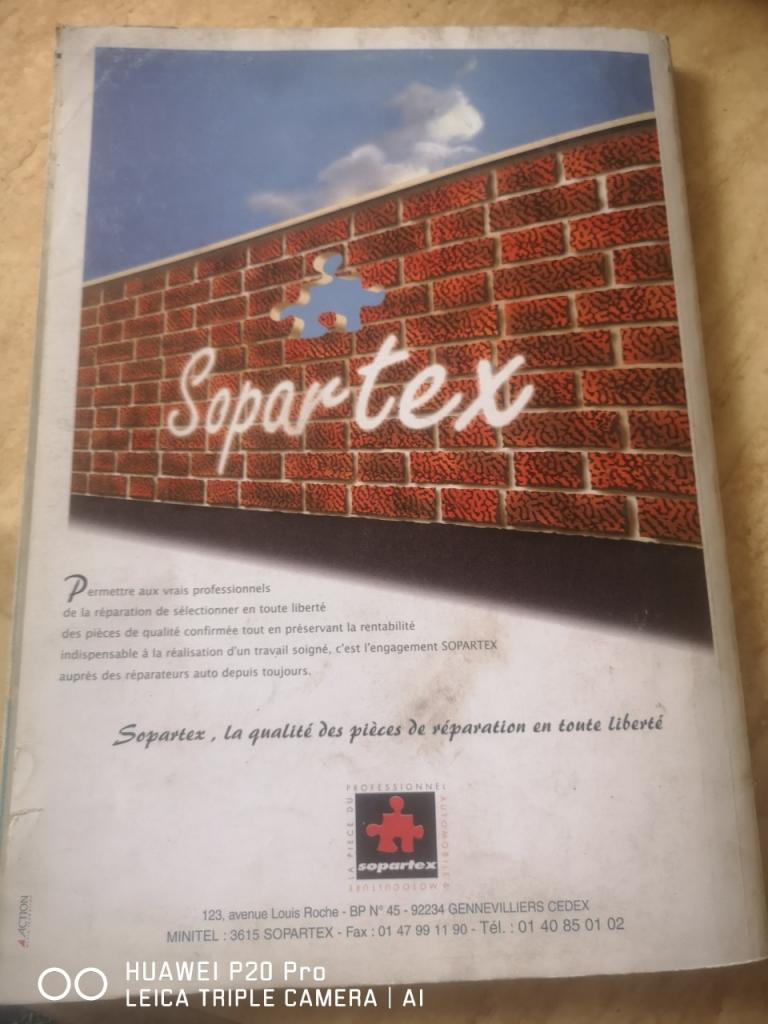 Sopartex
Permettre aux vrais professionnels
de la réparation de sélectionner en toute liberté
des pièces de qualité confirmée tout en préservant la rentabilité
indispensable à la réalisation d'un travail soigné, c'est l'engagement SOPARTEX
auprès des réparateurs auto depuis toujours.
Sopartex, la qualité des pièces de réparation en toute liberté
LA PIECE DU PROFESSIONNEL
AUTOMOBILE & MOTOCULTURE
sopartex
123, avenue Louis Roche - BP N° 45 - 92234 GENNEVILLIERS CEDEX
MINITEL : 3615 SOPARTEX - Fax : 01 47 99 11 90 - Tél. : 01 40 85 01 02
ACTION
HUAWEI P20 Pro
LEICA TRIPLE CAMERA | AI